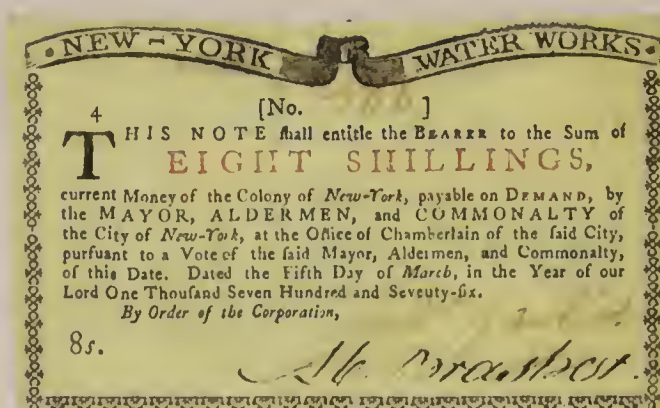 NEW-YORK WATER WORKS
4
[No. ]
THIS NOTE ſhall entitle the BEARER to the Sum of
EIGHT SHILLINGS,
current Money of the Colony of New-York, payable on DEMAND, by
the MAYOR, ALDERMEN, and COMMONALTY of
the City of New-York, at the Office of Chamberlain of the ſaid City,
purſuant to a Vote of the ſaid Mayor, Aldermen, and Commonalty,
of this Date. Dated the Fifth Day of March, in the Year of our
Lord One Thouſand Seven Hundred and Seventy-ſix.
By Order of the Corporation,
8s.
Brasher.